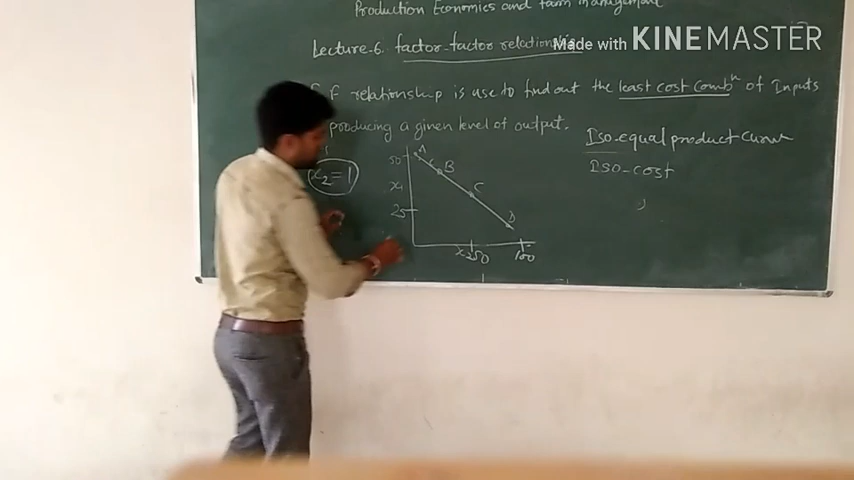 Production Economics and farm management
Lecture-6. factor-factor relationship
Made with KINEMASTER
F relationship is use to find out the least cost combⁿ of Inputs
producing a given level of output.
Iso-equal product curve
Iso-cost
x₂ = 1
50
A
B
x₁
C
25
D
x₂ 50
100